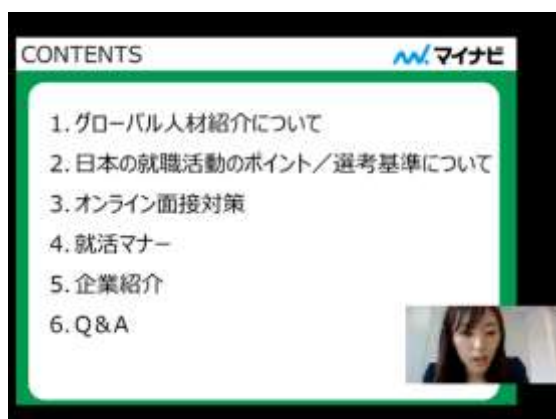 CONTENTS
マイナビ
1. グローバル人材紹介について
2. 日本の就職活動のポイント／選考基準について
3. オンライン面接対策
4. 就活マナー
5. 企業紹介
6. Q&A